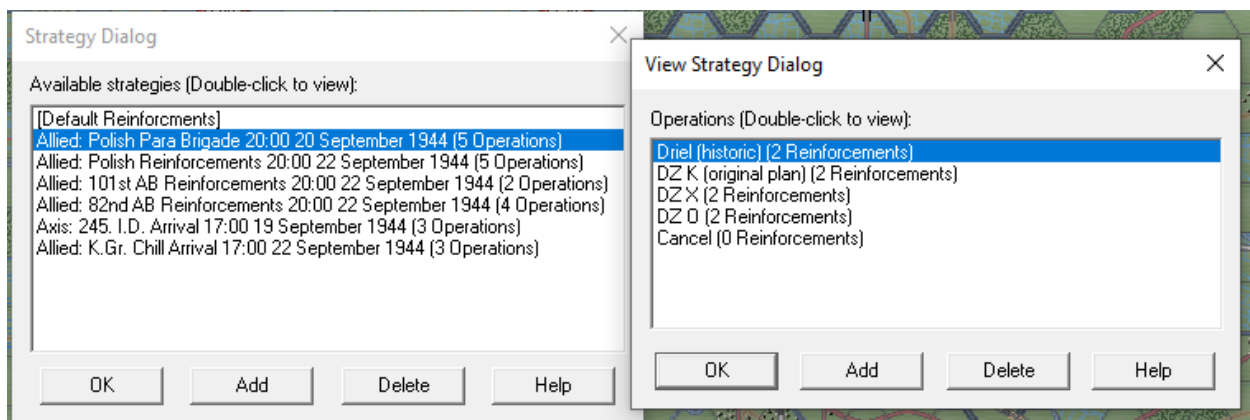 Strategy Dialog
Available strategies (Double-click to view):
[Default Reinforcments]
Allied: Polish Para Brigade 20:00 20 September 1944 (5 Operations)
Allied: Polish Reinforcements 20:00 22 September 1944 (5 Operations)
Allied: 101st AB Reinforcements 20:00 22 September 1944 (2 Operations)
Allied: 82nd AB Reinforcements 20:00 22 September 1944 (4 Operations)
Axis: 245. I.D. Arrival 17:00 19 September 1944 (3 Operations)
Allied: K.Gr. Chill Arrival 17:00 22 September 1944 (3 Operations)
OK
Add
Delete
Help
View Strategy Dialog
Operations (Double-click to view):
Driel (historic) (2 Reinforcements)
DZ K (original plan) (2 Reinforcements)
DZ X (2 Reinforcements)
DZ O (2 Reinforcements)
Cancel (0 Reinforcements)
OK
Add
Delete
Help